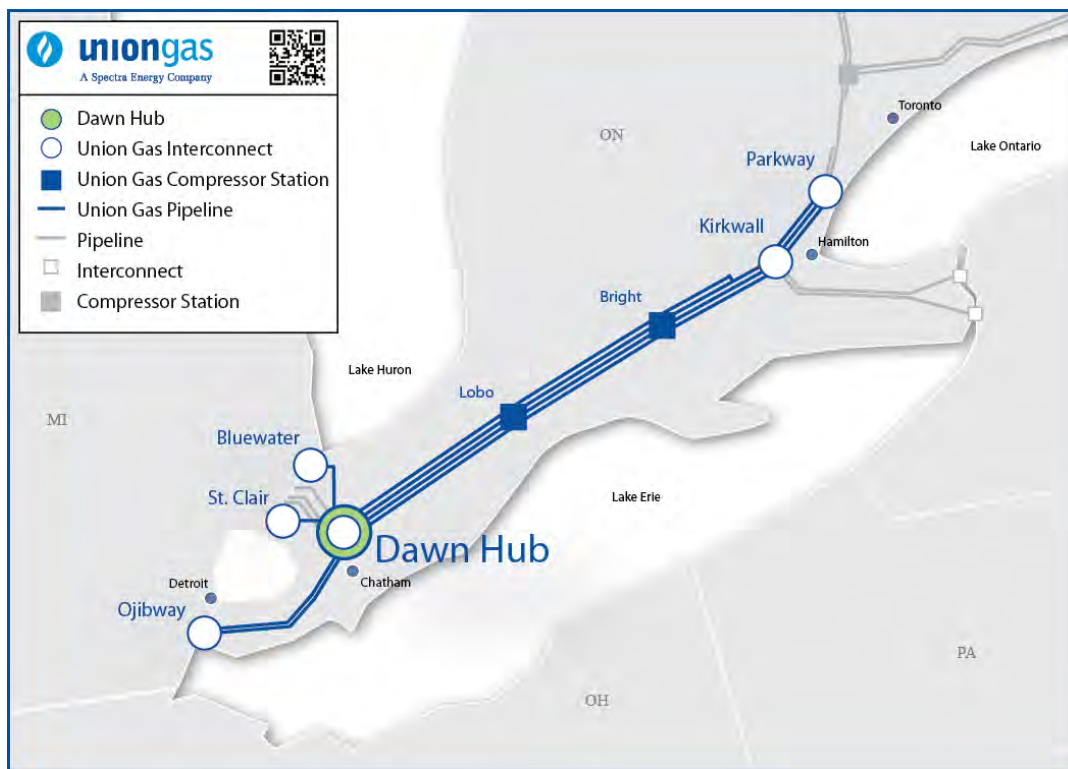 uniongas
A Spectra Energy Company
Dawn Hub
Union Gas Interconnect
Union Gas Compressor Station
Union Gas Pipeline
Pipeline
Interconnect
Compressor Station
Toronto
ON
Lake Ontario
Parkway
Kirkwall
Hamilton
Bright
Lake Huron
Lobo
MI
Bluewater
St. Clair
Lake Erie
Dawn Hub
Chatham
Detroit
Ojibway
PA
OH